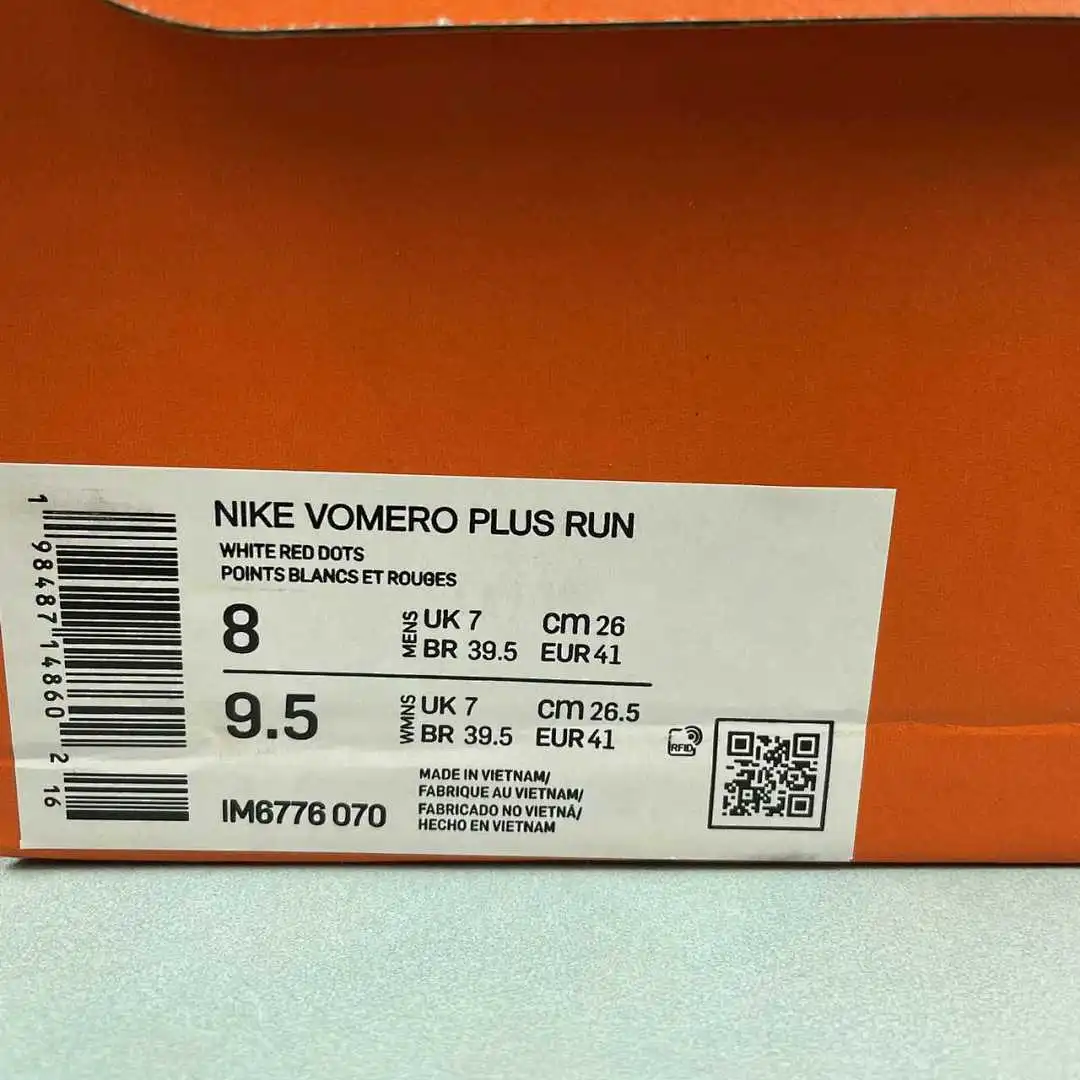 NIKE VOMERO PLUS RUN
WHITE RED DOTS
POINTS BLANCS ET ROUGES
8
MENS
UK 7 cm 26
BR 39.5 EUR 41
9.5
WMNS
UK 7 cm 26.5
BR 39.5 EUR 41
IM6776 070
MADE IN VIETNAM/
FABRIQUE AU VIETNAM/
FABRICADO NO VIETNÃ/
HECHO EN VIETNAM
RFID
1 98487 14860 2 16